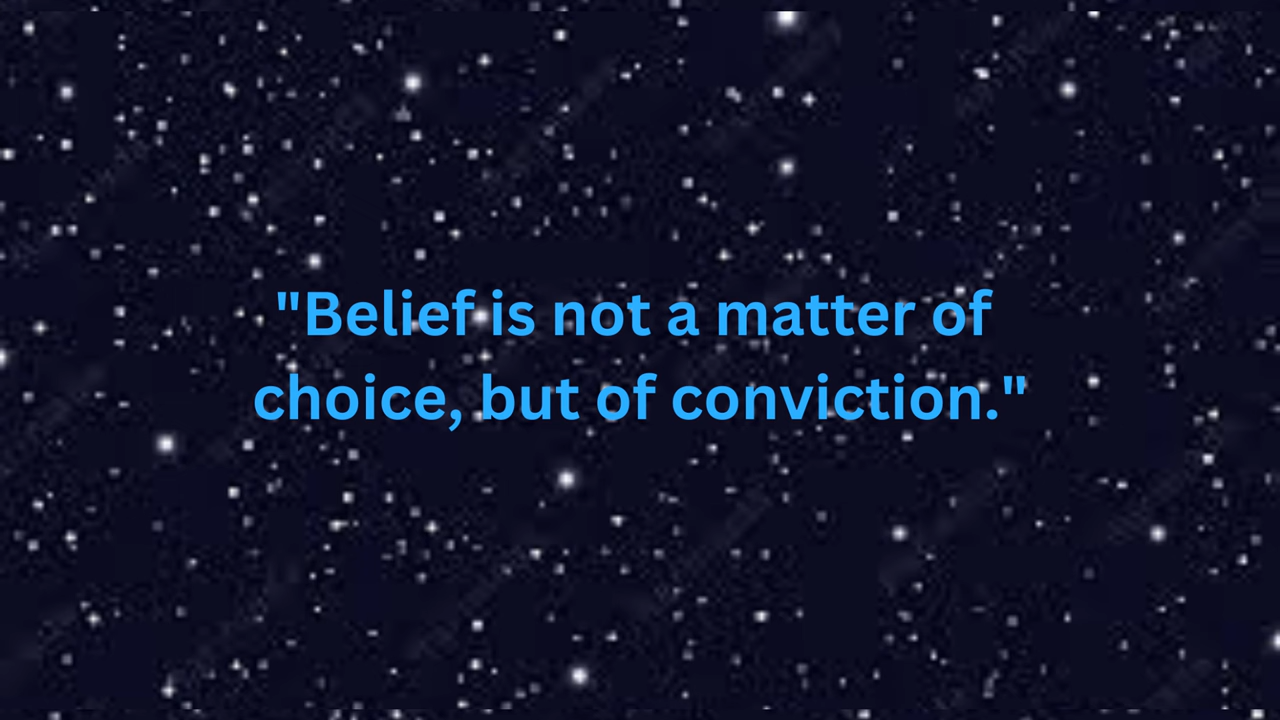 "Belief is not a matter of
choice, but of conviction."